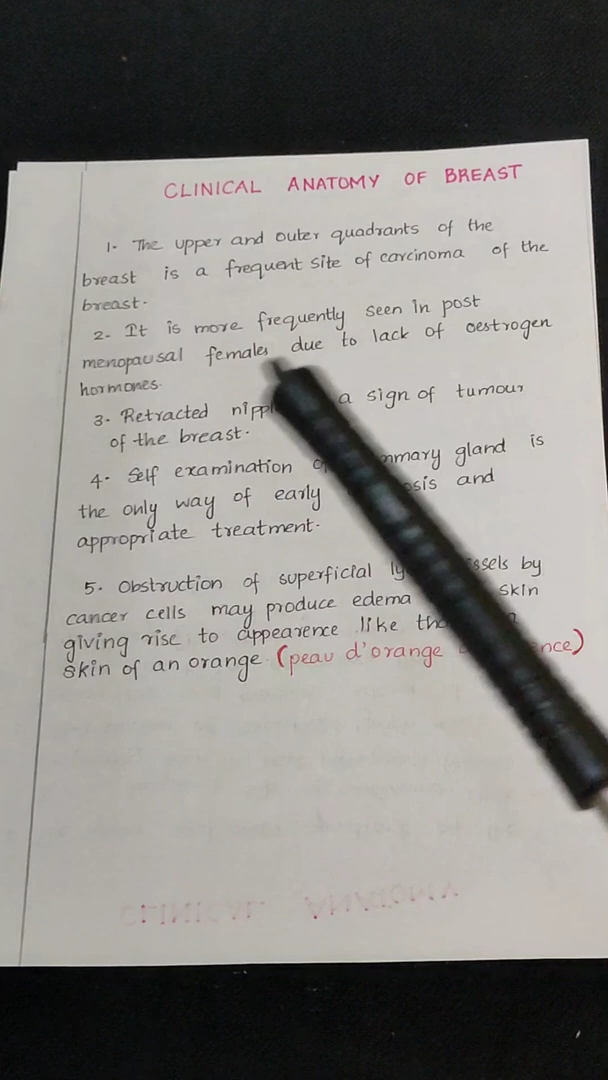 CLINICAL ANATOMY OF BREAST
1. The upper and outer quadrants of the
breast is a frequent site of carcinoma of the
breast.
2. It is more frequently seen in post
menopausal females due to lack of oestrogen
hormones.
3. Retracted a sign of tumour
of the breast.
4. Self examination gland is
the only way of early and
appropriate treatment.
5. Obstruction of superficial by
cancer cells may produce edema skin
giving rise to appearence like
skin of an orange (peau d'orange